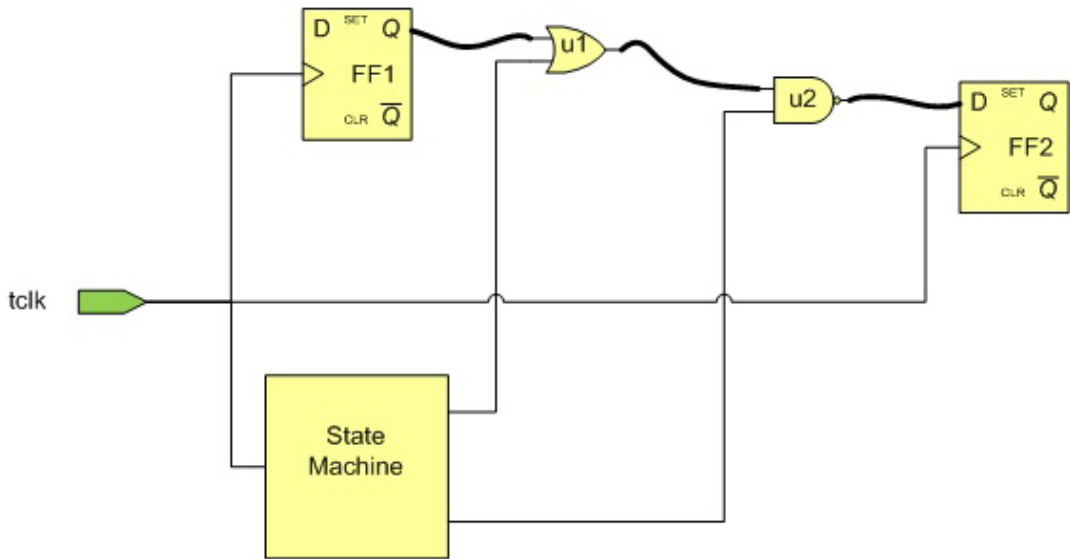 D SET Q
FF1
CLR Q̅
u1
u2
D SET Q
FF2
CLR Q̅
tclk
State
Machine